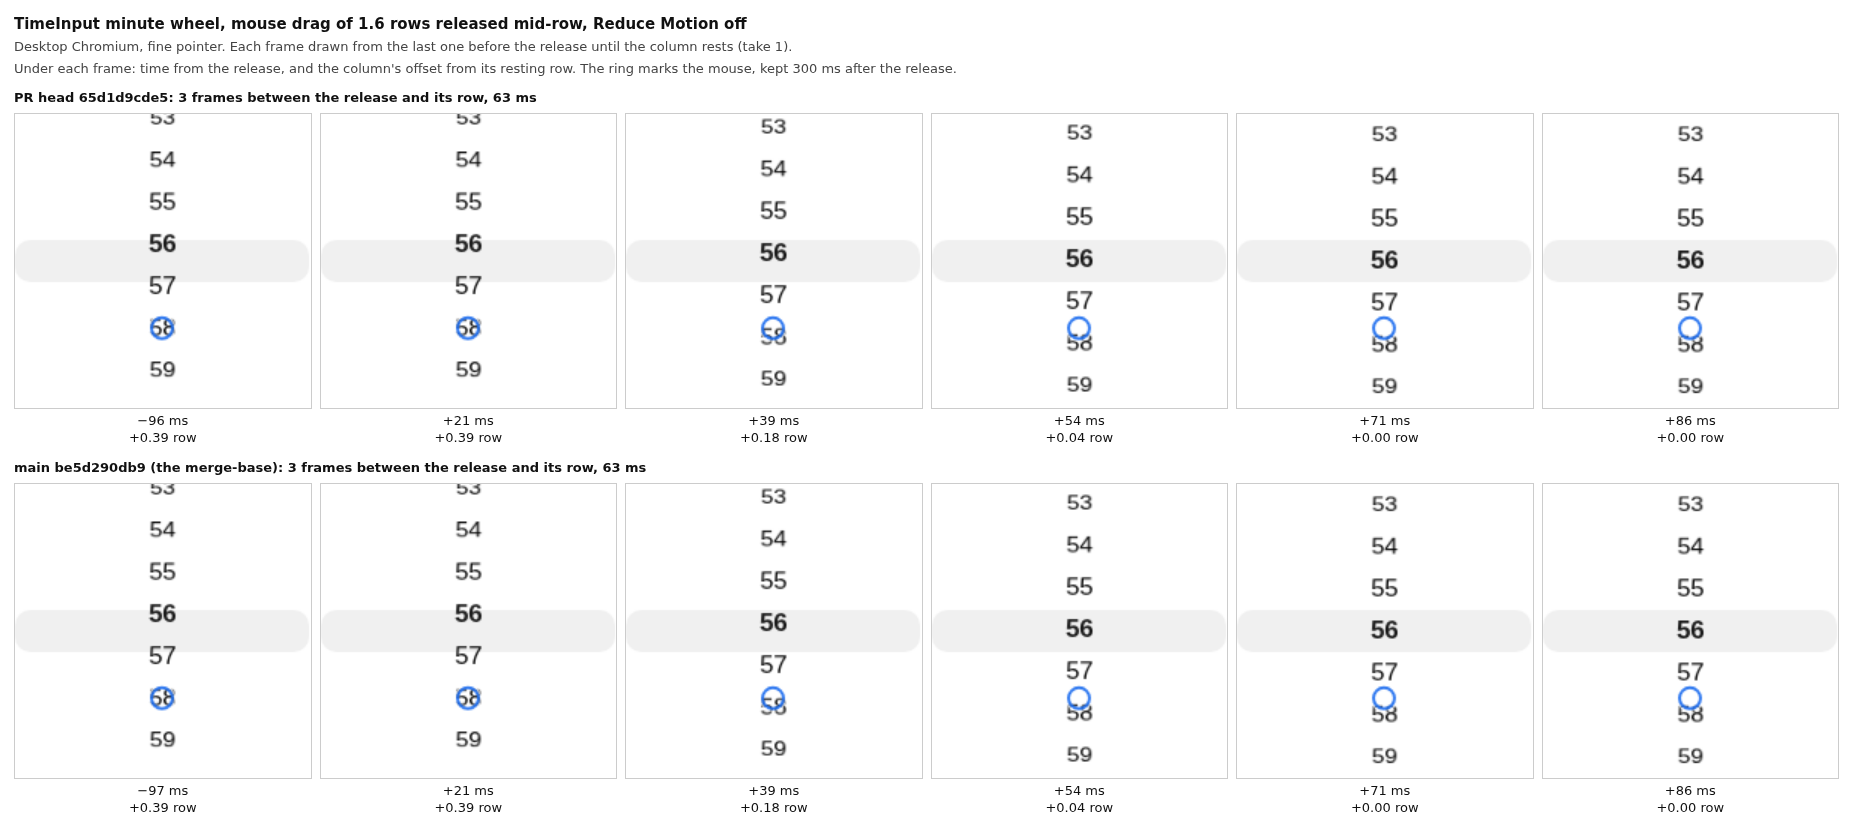 TimeInput minute wheel, mouse drag of 1.6 rows released mid-row, Reduce Motion off
Desktop Chromium, fine pointer. Each frame drawn from the last one before the release until the column rests (take 1).
Under each frame: time from the release, and the column's offset from its resting row. The ring marks the mouse, kept 300 ms after the release.
PR head 65d1d9cde5: 3 frames between the release and its row, 63 ms
53 53 53 53 53 53
54 54 54 54 54 54
55 55 55 55 55 55
56 56 56 56 56 56
57 57 57 57 57 57
58 58 58 58 58 58
59 59 59 59 59 59
−96 ms +21 ms +39 ms +54 ms +71 ms +86 ms
+0.39 row +0.39 row +0.18 row +0.04 row +0.00 row +0.00 row
main be5d290db9 (the merge-base): 3 frames between the release and its row, 63 ms
53 53 53 53 53 53
54 54 54 54 54 54
55 55 55 55 55 55
56 56 56 56 56 56
57 57 57 57 57 57
58 58 58 58 58 58
59 59 59 59 59 59
−97 ms +21 ms +39 ms +54 ms +71 ms +86 ms
+0.39 row +0.39 row +0.18 row +0.04 row +0.00 row +0.00 row